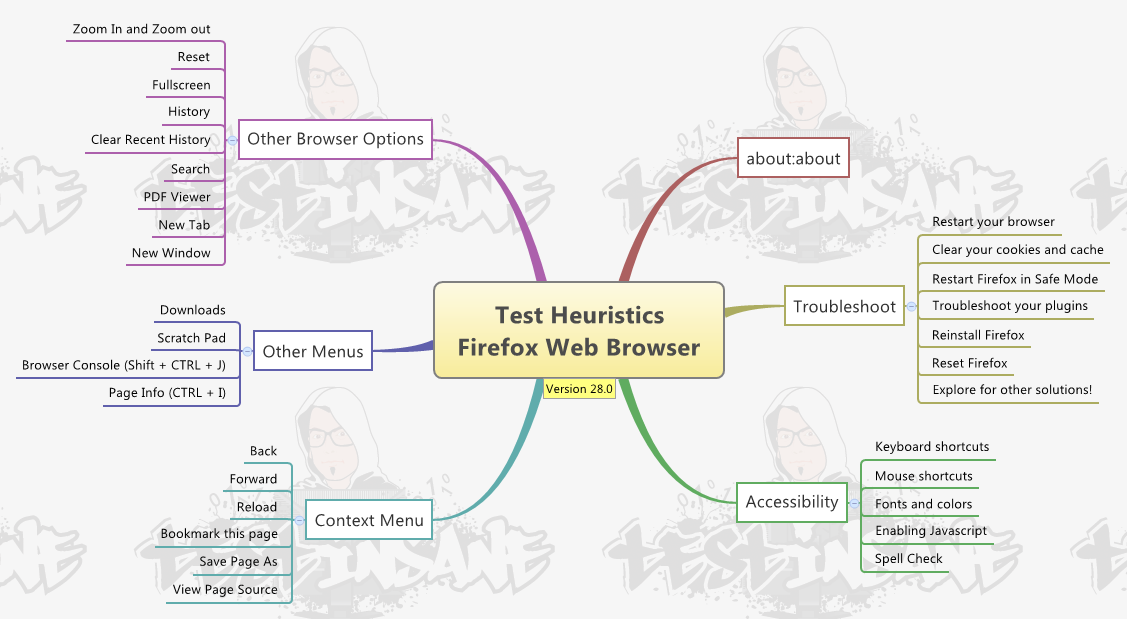 Test Heuristics
Firefox Web Browser
Version 28.0
about:about
Troubleshoot
Restart your browser
Clear your cookies and cache
Restart Firefox in Safe Mode
Troubleshoot your plugins
Reinstall Firefox
Reset Firefox
Explore for other solutions!
Accessibility
Keyboard shortcuts
Mouse shortcuts
Fonts and colors
Enabling Javascript
Spell Check
Other Browser Options
Zoom In and Zoom out
Reset
Fullscreen
History
Clear Recent History
Search
PDF Viewer
New Tab
New Window
Other Menus
Downloads
Scratch Pad
Browser Console (Shift + CTRL + J)
Page Info (CTRL + I)
Context Menu
Back
Forward
Reload
Bookmark this page
Save Page As
View Page Source